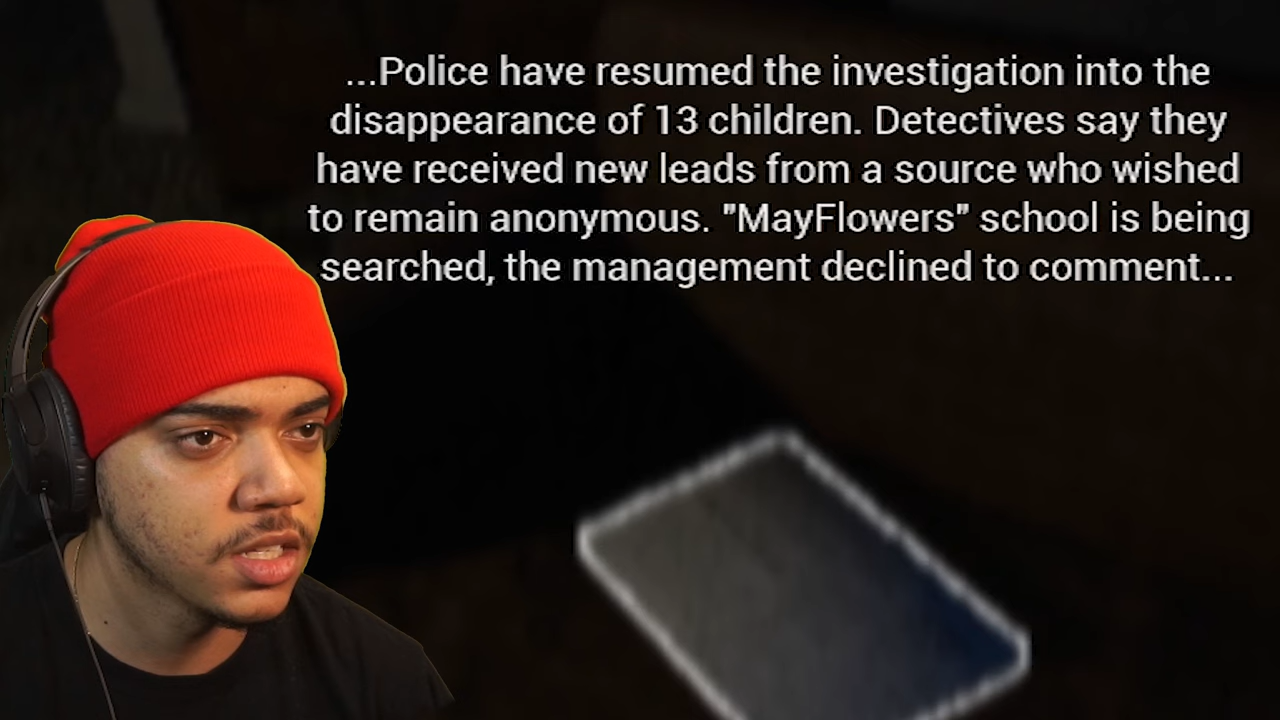 ...Police have resumed the investigation into the
disappearance of 13 children. Detectives say they
have received new leads from a source who wished
to remain anonymous. "MayFlowers" school is being
searched, the management declined to comment...